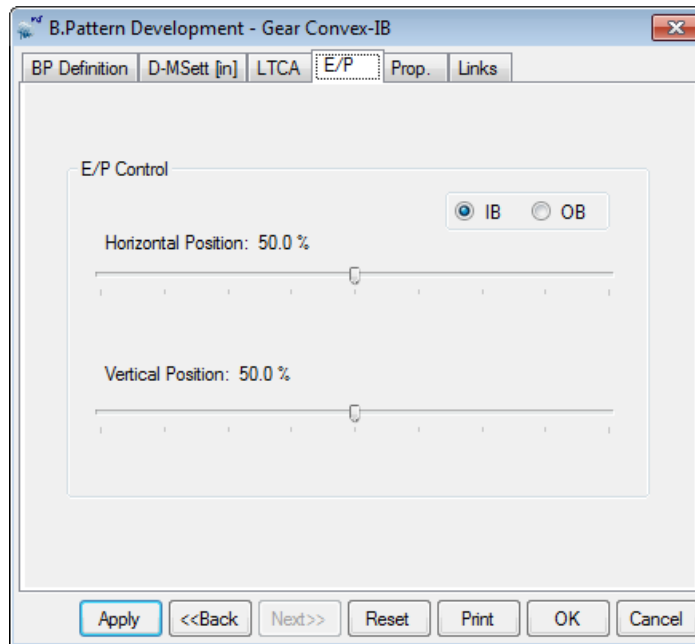 B.Pattern Development - Gear Convex-IB
BP Definition D-MSett [in] LTCA E/P Prop. Links
E/P Control
IB OB
Horizontal Position: 50.0 %
Vertical Position: 50.0 %
Apply <<Back Next>> Reset Print OK Cancel